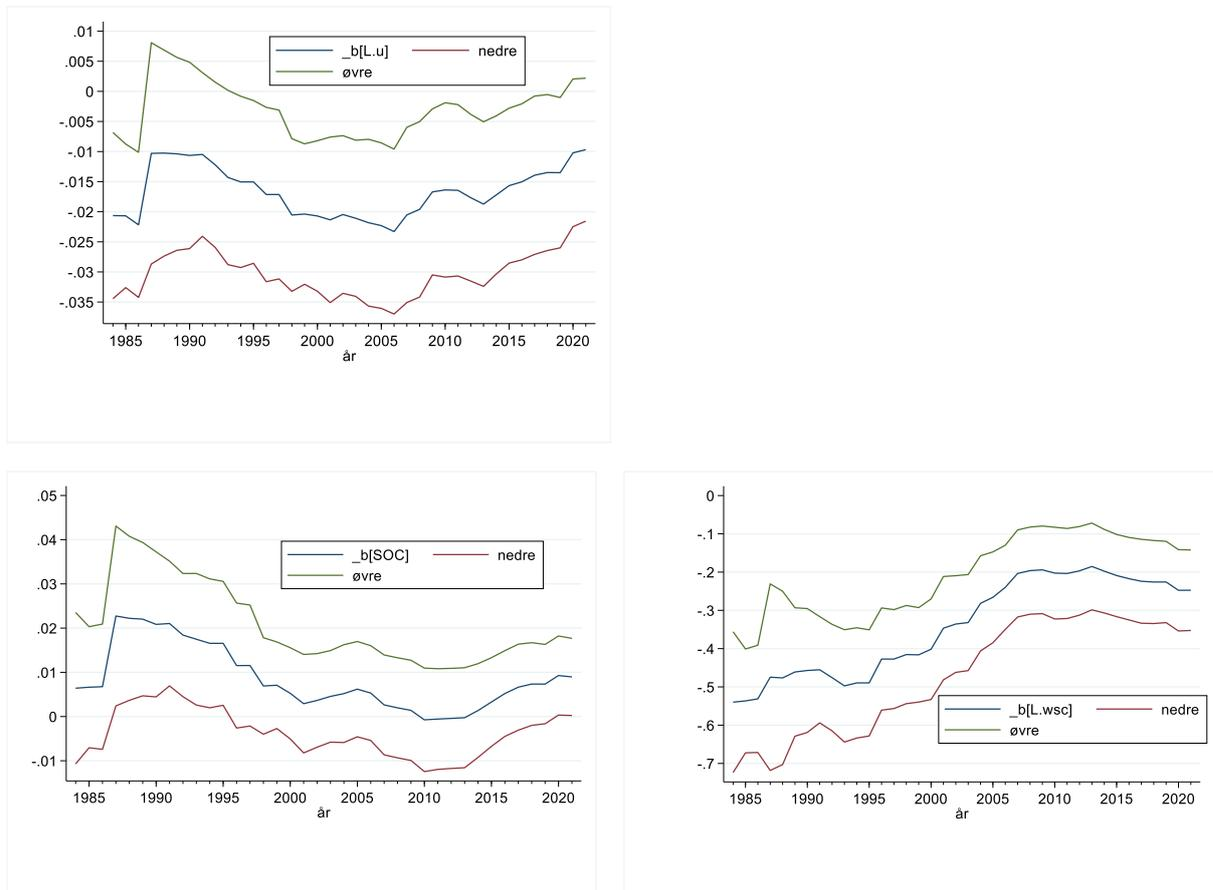 .01
.005
0
-.005
-.01
-.015
-.02
-.025
-.03
-.035
_b[L.u] nedre
øvre
1985 1990 1995 2000 2005 2010 2015 2020
år
.05
.04
.03
.02
.01
0
-.01
_b[SOC] nedre
øvre
1985 1990 1995 2000 2005 2010 2015 2020
år
0
-.1
-.2
-.3
-.4
-.5
-.6
-.7
_b[L.wsc] nedre
øvre
1985 1990 1995 2000 2005 2010 2015 2020
år